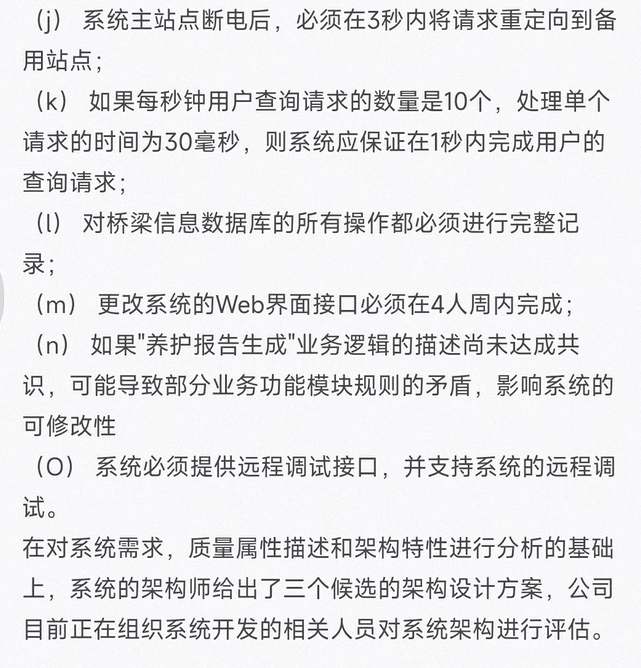 （j） 系统主站点断电后，必须在3秒内将请求重定向到备
用站点；
（k） 如果每秒钟用户查询请求的数量是10个，处理单个
请求的时间为30毫秒，则系统应保证在1秒内完成用户的
查询请求；
（l） 对桥梁信息数据库的所有操作都必须进行完整记
录；
（m） 更改系统的Web界面接口必须在4人周内完成；
（n） 如果"养护报告生成"业务逻辑的描述尚未达成共
识，可能导致部分业务功能模块规则的矛盾，影响系统的
可修改性
（O） 系统必须提供远程调试接口，并支持系统的远程调
试。
在对系统需求，质量属性描述和架构特性进行分析的基础
上，系统的架构师给出了三个候选的架构设计方案，公司
目前正在组织系统开发的相关人员对系统架构进行评估。